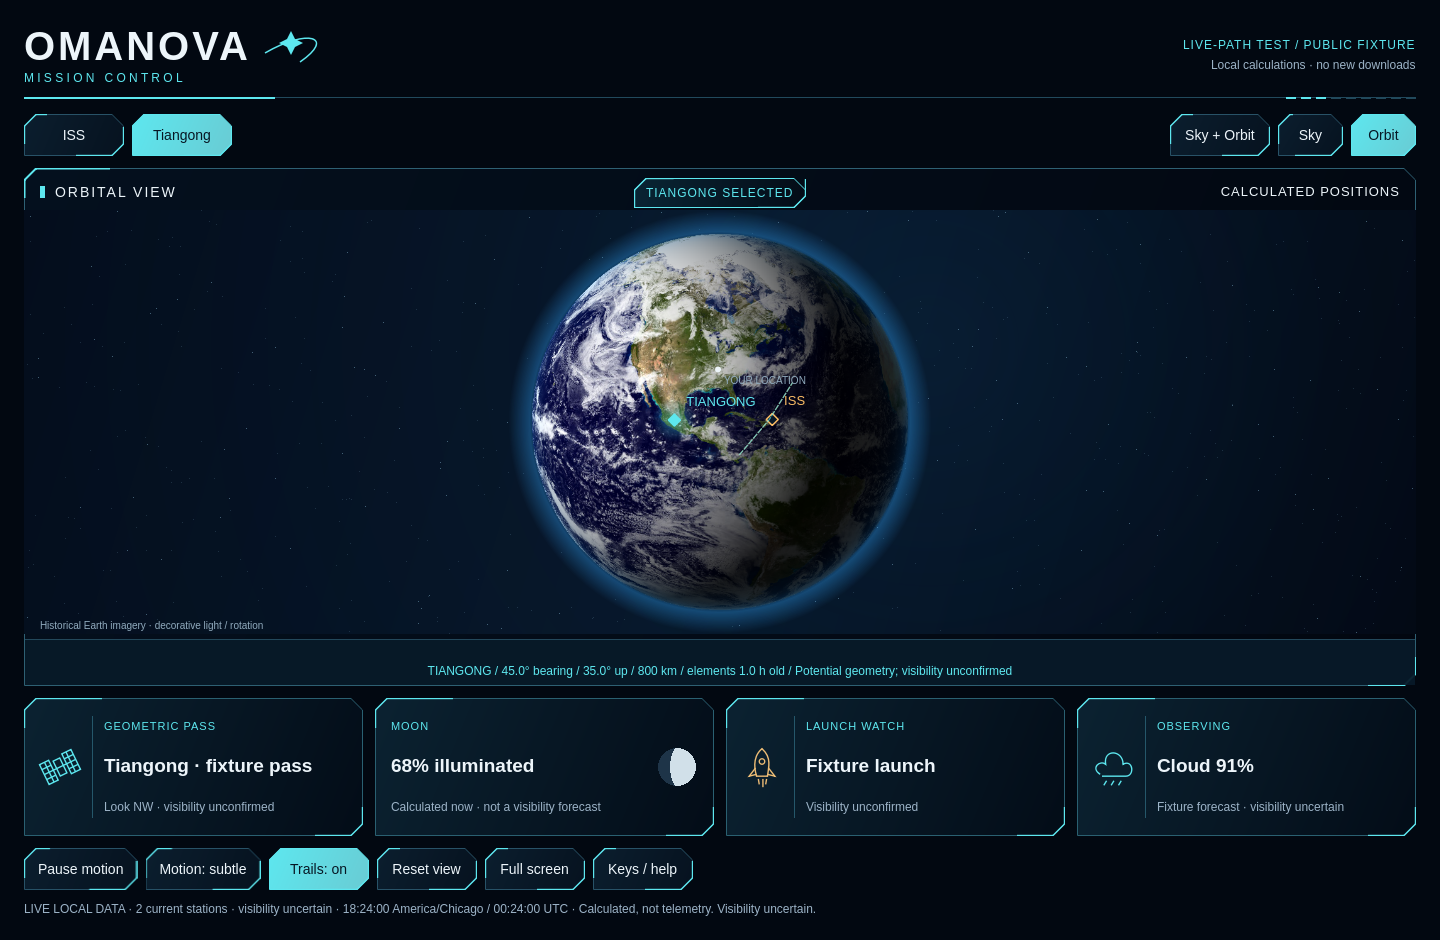 OMANOVA
MISSION CONTROL
LIVE-PATH TEST / PUBLIC FIXTURE
Local calculations · no new downloads
ISS
Tiangong
Sky + Orbit
Sky
Orbit
ORBITAL VIEW
TIANGONG SELECTED
CALCULATED POSITIONS
YOUR LOCATION
TIANGONG
ISS
Historical Earth imagery · decorative light / rotation
TIANGONG / 45.0° bearing / 35.0° up / 800 km / elements 1.0 h old / Potential geometry; visibility unconfirmed
GEOMETRIC PASS
Tiangong · fixture pass
Look NW · visibility unconfirmed
MOON
68% illuminated
Calculated now · not a visibility forecast
LAUNCH WATCH
Fixture launch
Visibility unconfirmed
OBSERVING
Cloud 91%
Fixture forecast · visibility uncertain
Pause motion
Motion: subtle
Trails: on
Reset view
Full screen
Keys / help
LIVE LOCAL DATA · 2 current stations · visibility uncertain · 18:24:00 America/Chicago / 00:24:00 UTC · Calculated, not telemetry. Visibility uncertain.